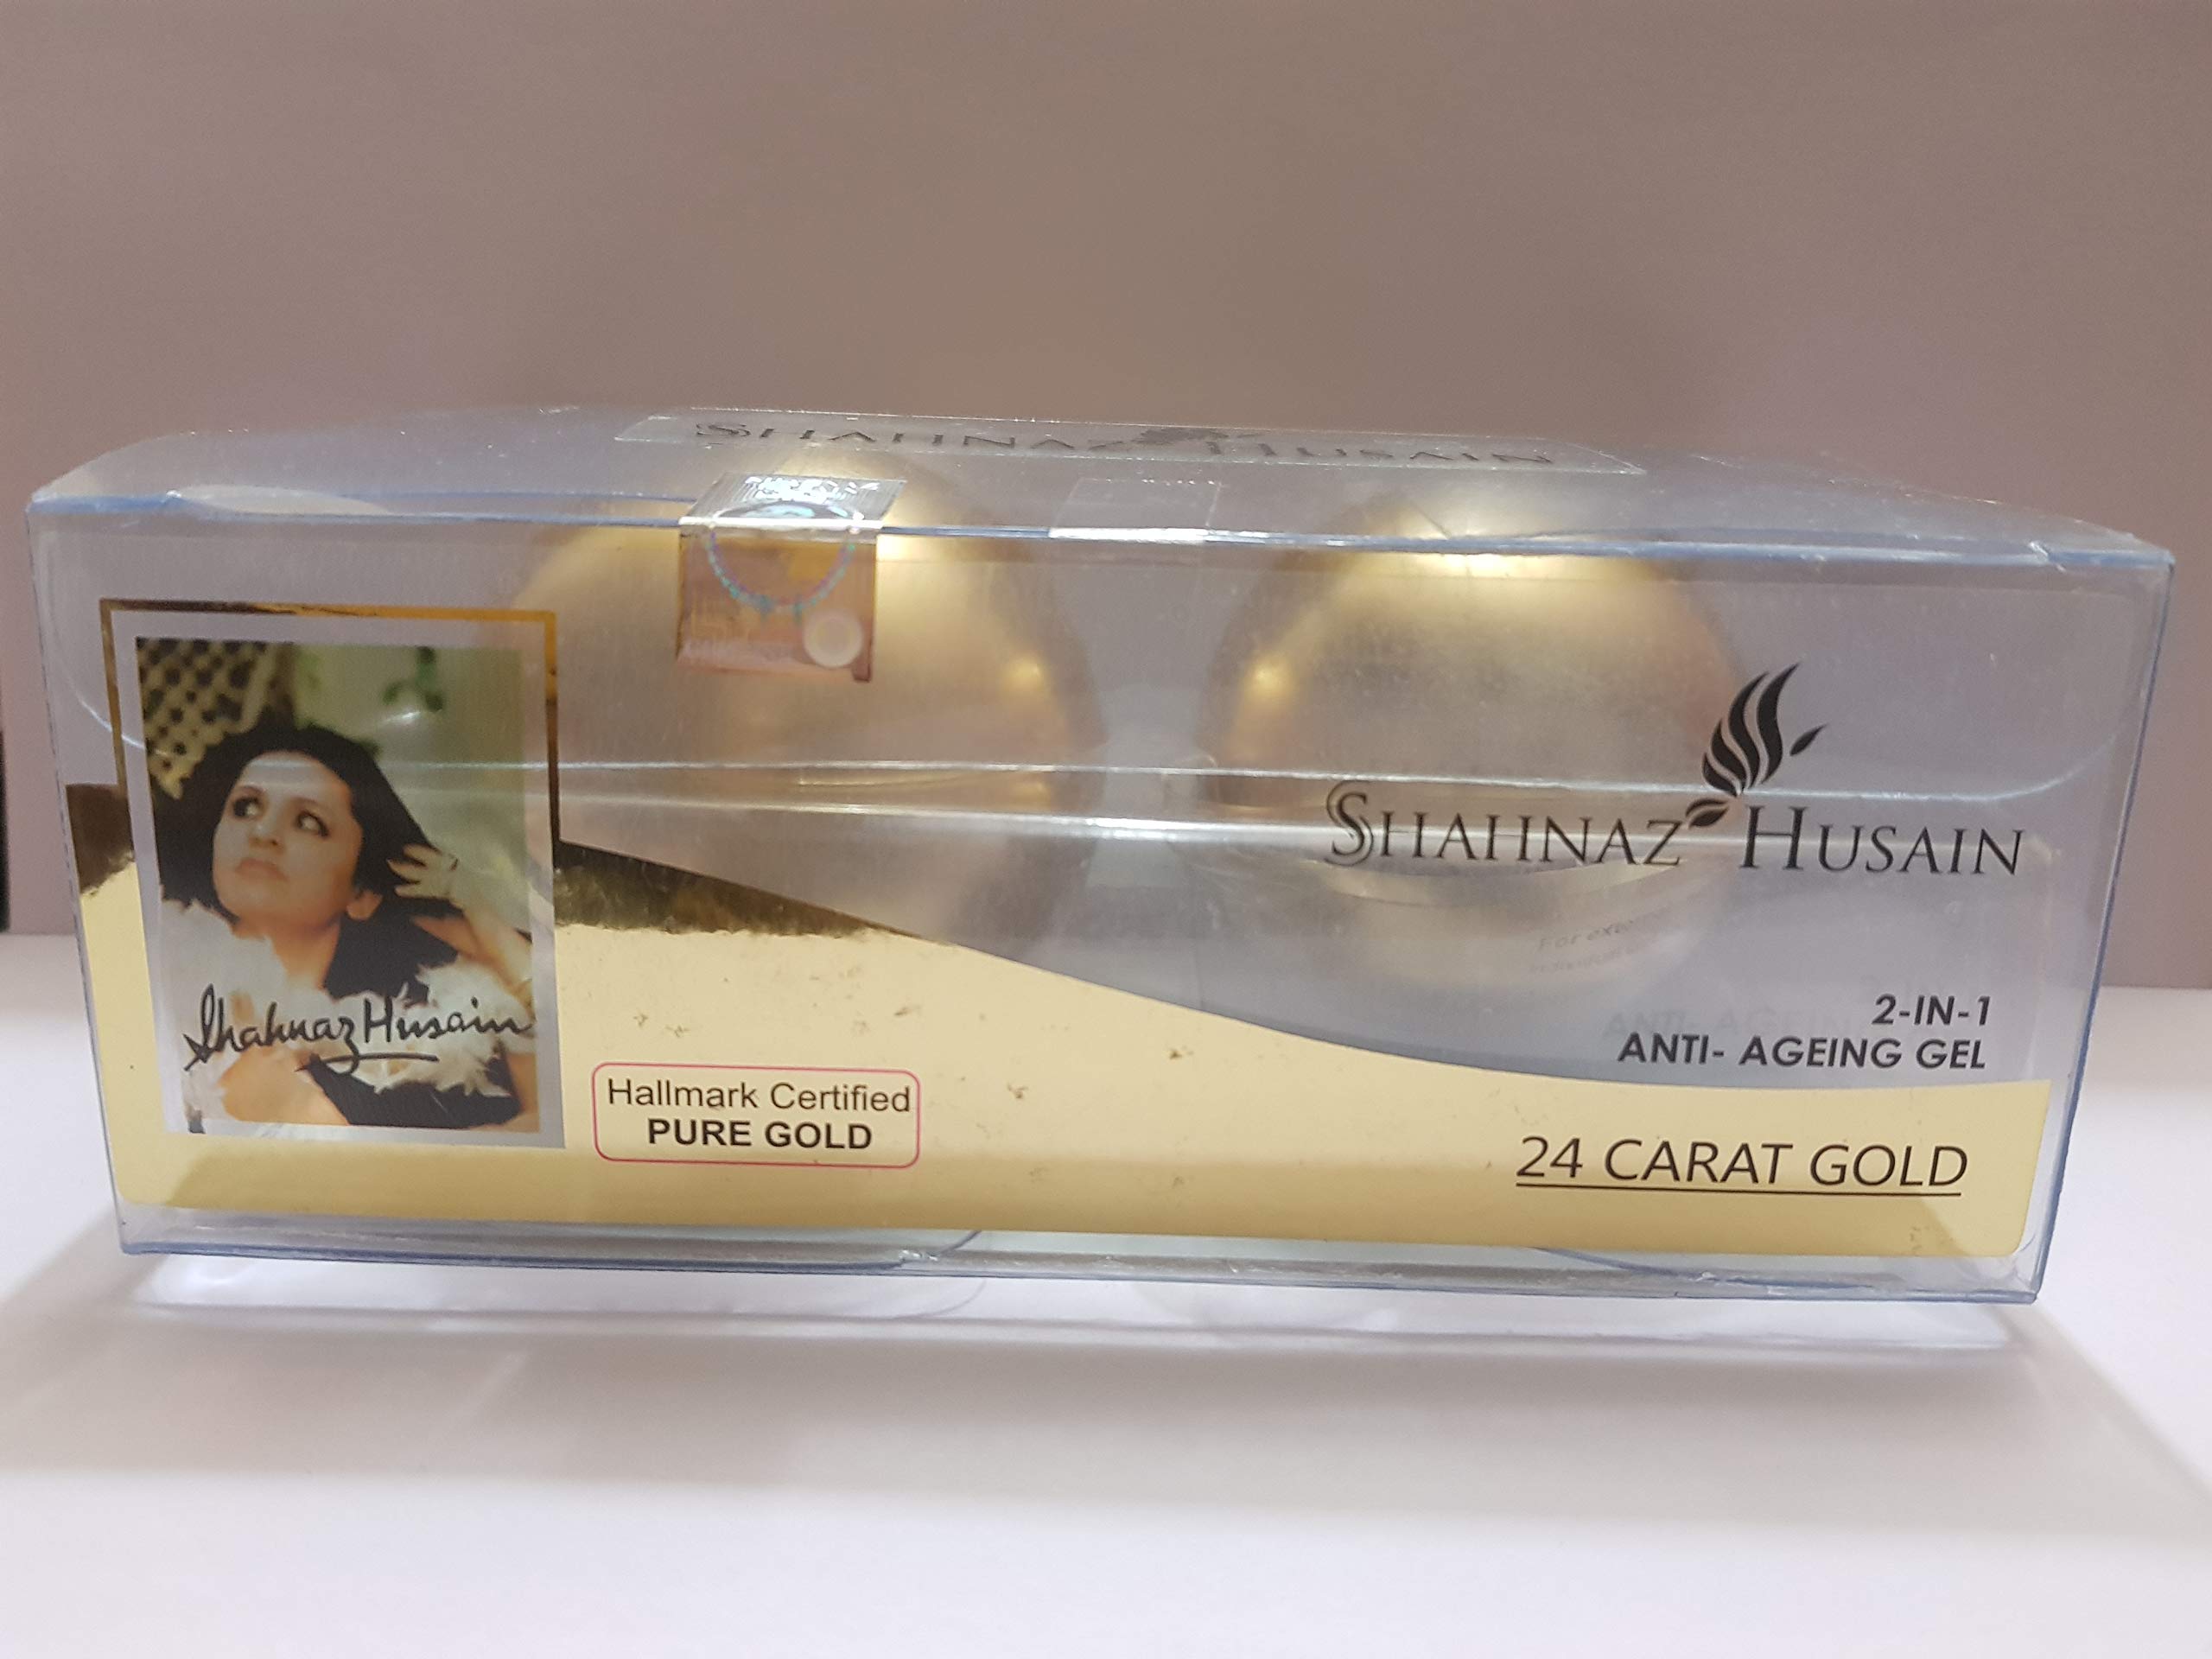 SHAHNAZ HUSAIN
SHAHNAZ HUSAIN
2-IN-1
ANTI- AGEING GEL
Shahnaz Husain
Hallmark Certified
PURE GOLD
24 CARAT GOLD
For